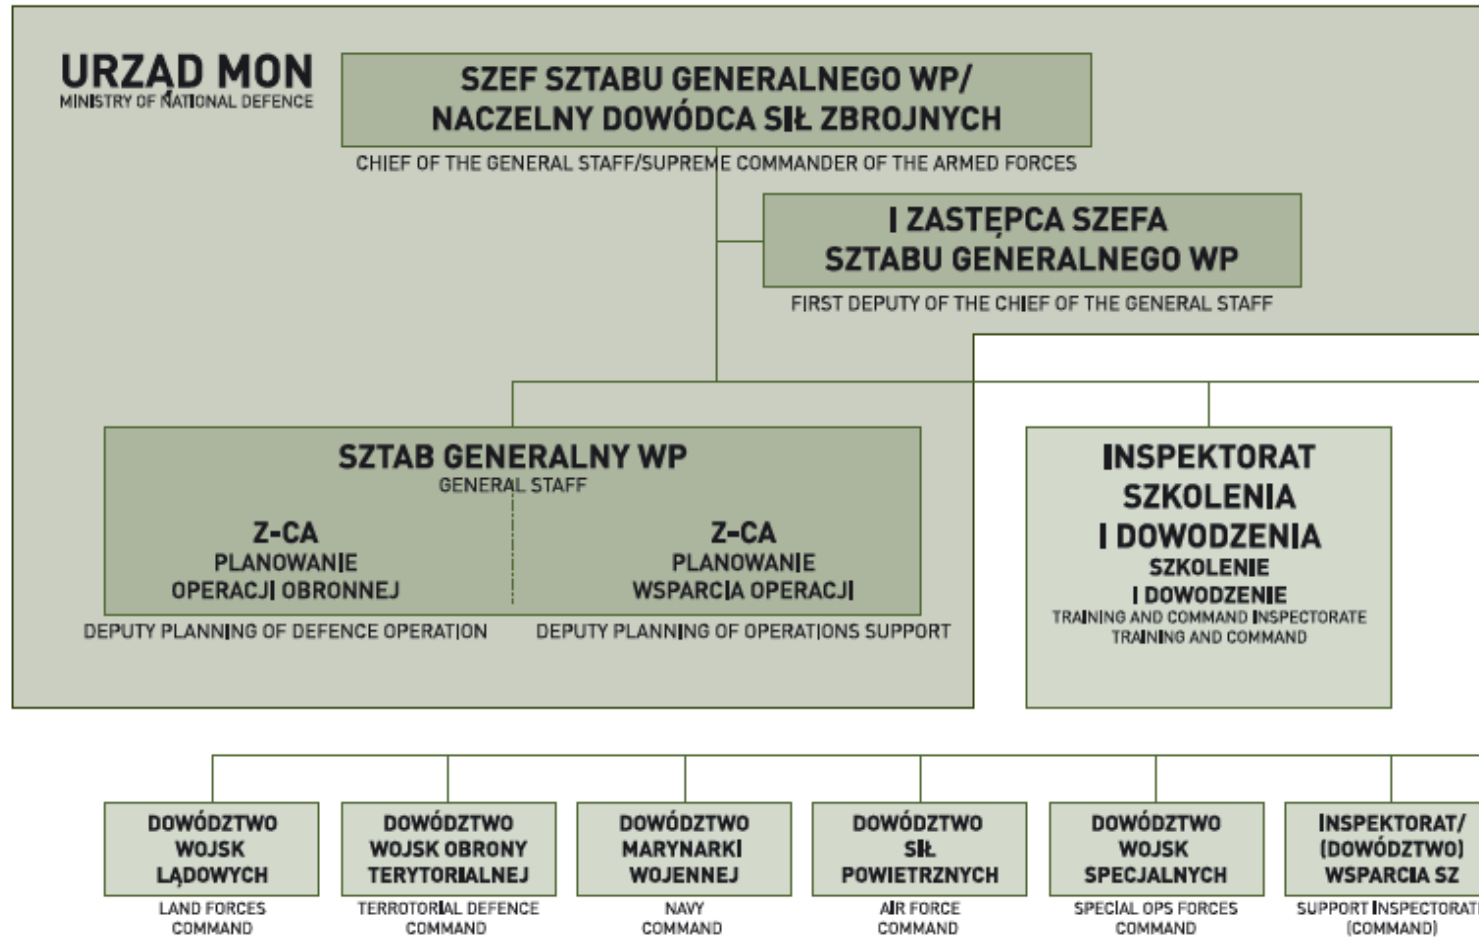 URZĄD MON
MINISTRY OF NATIONAL DEFENCE
SZEF SZTABU GENERALNEGO WP/
NACZELNY DOWÓDCA SIŁ ZBROJNYCH
CHIEF OF THE GENERAL STAFF/SUPREME COMMANDER OF THE ARMED FORCES
I ZASTĘPCA SZEFA
SZTABU GENERALNEGO WP
FIRST DEPUTY OF THE CHIEF OF THE GENERAL STAFF
SZTAB GENERALNY WP
GENERAL STAFF
Z-CA
PLANOWANIE
OPERACJI OBRONNEJ
Z-CA
PLANOWANIE
WSPARCIA OPERACJI
DEPUTY PLANNING OF DEFENCE OPERATION
DEPUTY PLANNING OF OPERATIONS SUPPORT
INSPEKTORAT
SZKOLENIA
I DOWODZENIA
SZKOLENIE
I DOWODZENIE
TRAINING AND COMMAND INSPECTORATE
TRAINING AND COMMAND
DOWÓDZTWO
WOJSK
LĄDOWYCH
LAND FORCES
COMMAND
DOWÓDZTWO
WOJSK OBRONY
TERYTORIALNEJ
TERROTORIAL DEFENCE
COMMAND
DOWÓDZTWO
MARYNARKI
WOJENNEJ
NAVY
COMMAND
DOWÓDZTWO
SIŁ
POWIETRZNYCH
AIR FORCE
COMMAND
DOWÓDZTWO
WOJSK
SPECJALNYCH
SPECIAL OPS FORCES
COMMAND
INSPEKTORAT/
(DOWÓDZTWO)
WSPARCIA SZ
SUPPORT INSPECTORATE
(COMMAND)